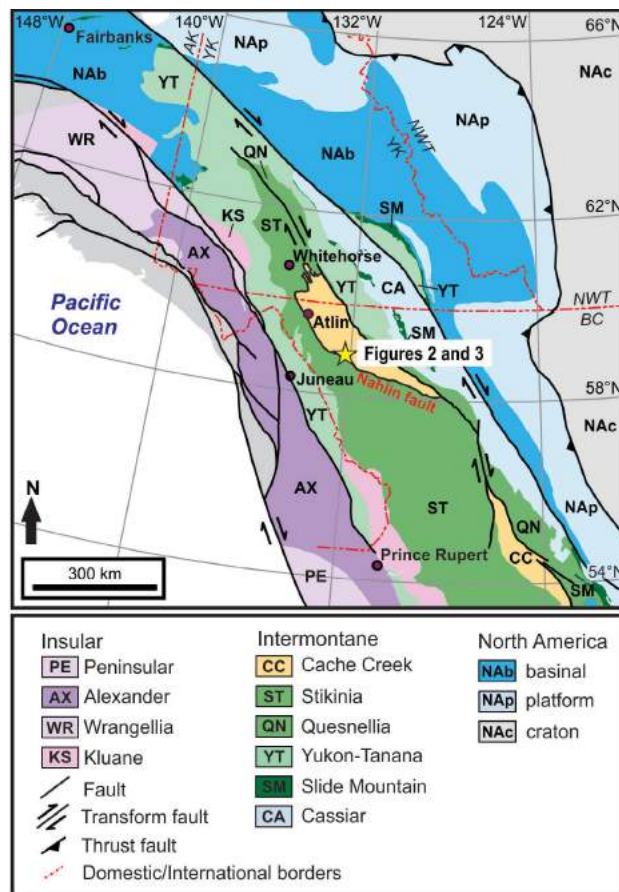 148°W
140°W
132°W
124°W
66°N
Fairbanks
AK
YK
NAp
NAc
NAb
YT
NAp
WR
QN
NAb
NWT
YK
62°N
KS
ST
SM
AX
Whitehorse
YT
CA
YT
Pacific
Ocean
NWT
BC
Atlin
SM
Figures 2 and 3
Juneau
Nahlin fault
58°N
YT
NAc
N
AX
ST
NAp
QN
300 km
Prince Rupert
CC
PE
SM
54°N
Insular
PE Peninsular
AX Alexander
WR Wrangellia
KS Kluane
Fault
Transform fault
Thrust fault
Domestic/International borders
Intermontane
CC Cache Creek
ST Stikinia
QN Quesnellia
YT Yukon-Tanana
SM Slide Mountain
CA Cassiar
North America
NAb basinal
NAp platform
NAc craton